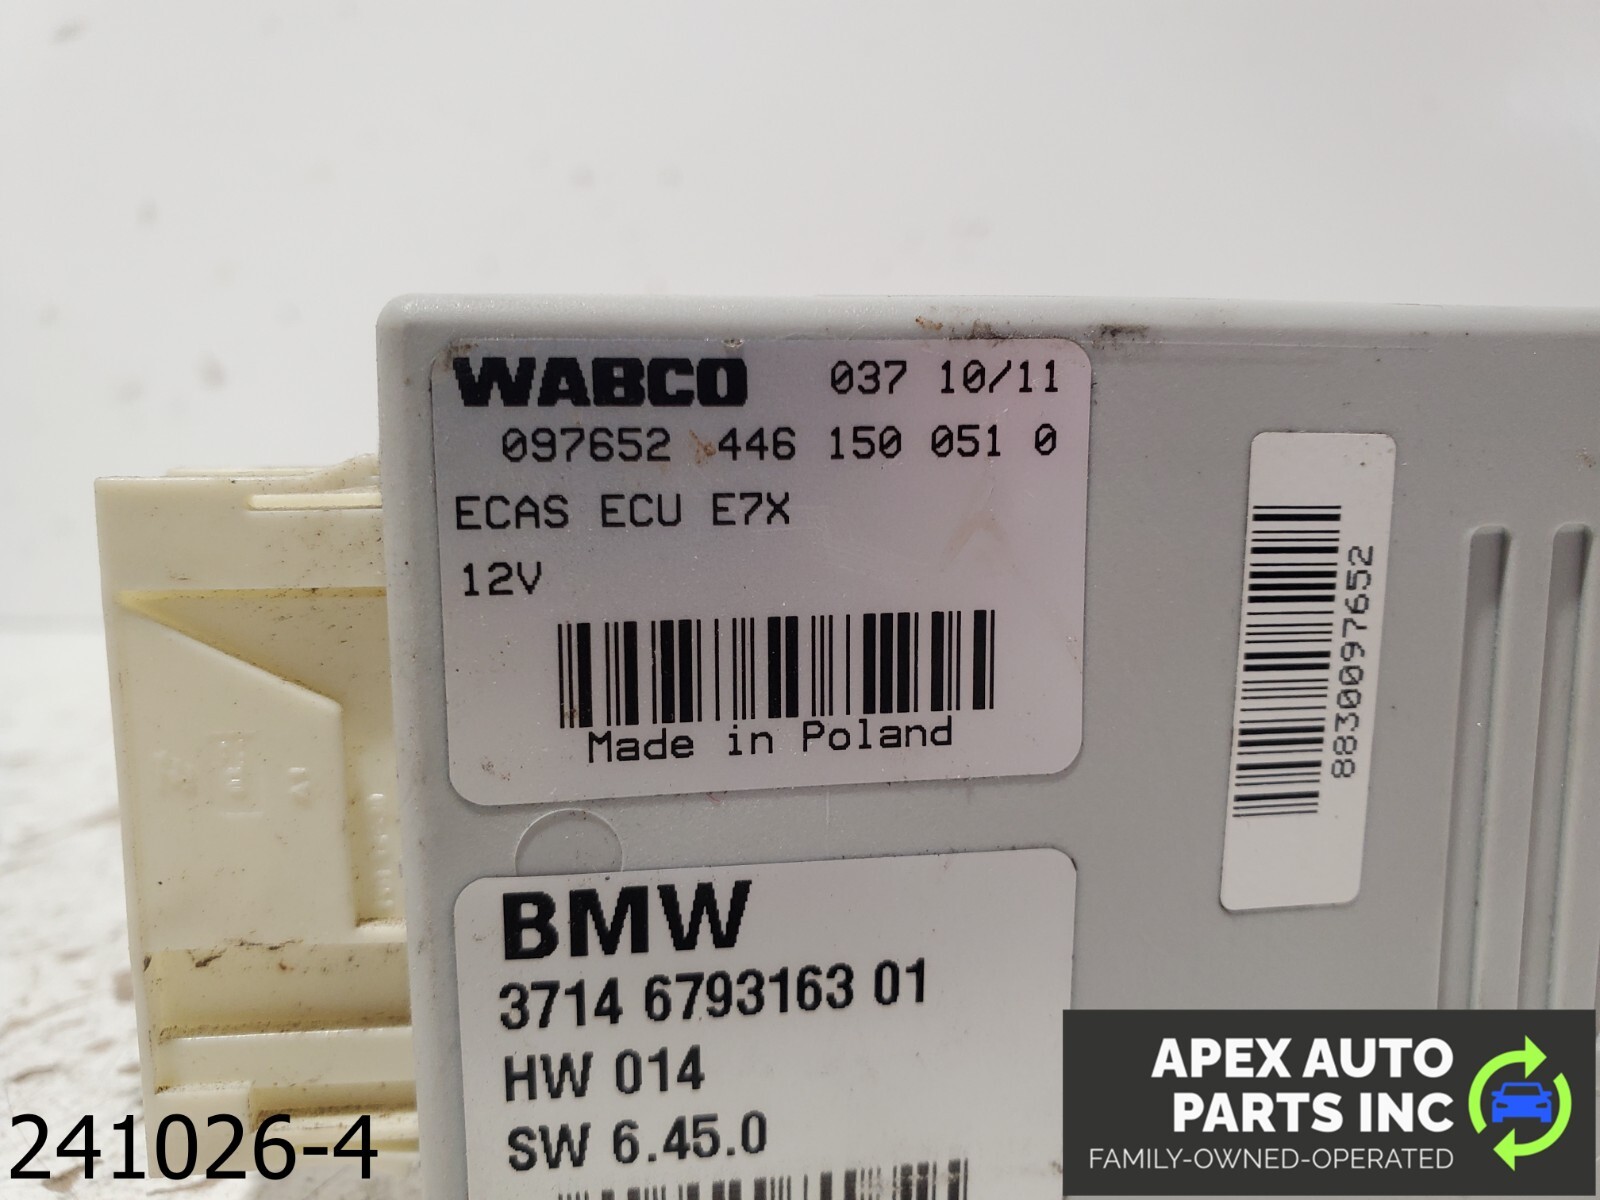 WABCO 037 10/11
097652 446 150 051 0
ECAS ECU E7X
12V
Made in Poland
8830097652
BMW
3714 6793163 01
HW 014
SW 6.45.0
241026-4
APEX AUTO
PARTS INC
FAMILY-OWNED-OPERATED